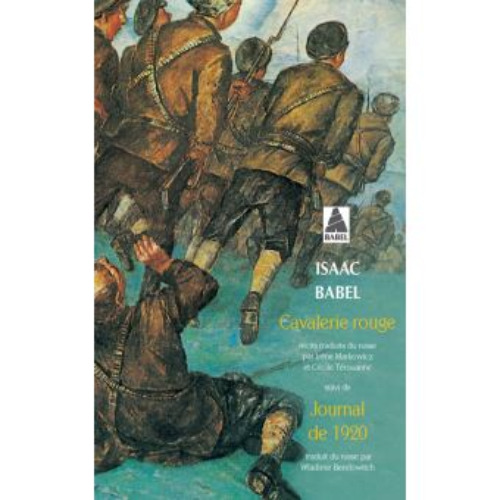 BABEL
ISAAC
BABEL
Cavalerie rouge
récits traduits du russe
par Irène Markowicz
et Cécile Térouanne
suivi de
Journal
de 1920
traduit du russe par
Wladimir Berelowitch